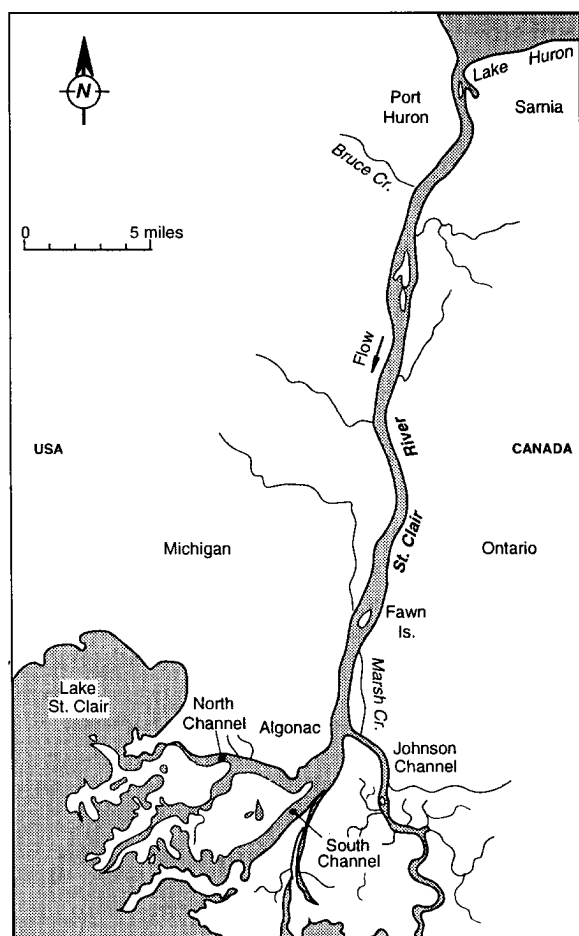 Lake Huron
N
Port
Huron
Sarnia
Bruce Cr.
0 5 miles
Flow
River
USA
CANADA
St. Clair
Michigan
Ontario
Fawn
Is.
Marsh Cr.
Lake
St. Clair
North
Channel
Algonac
Johnson
Channel
South
Channel